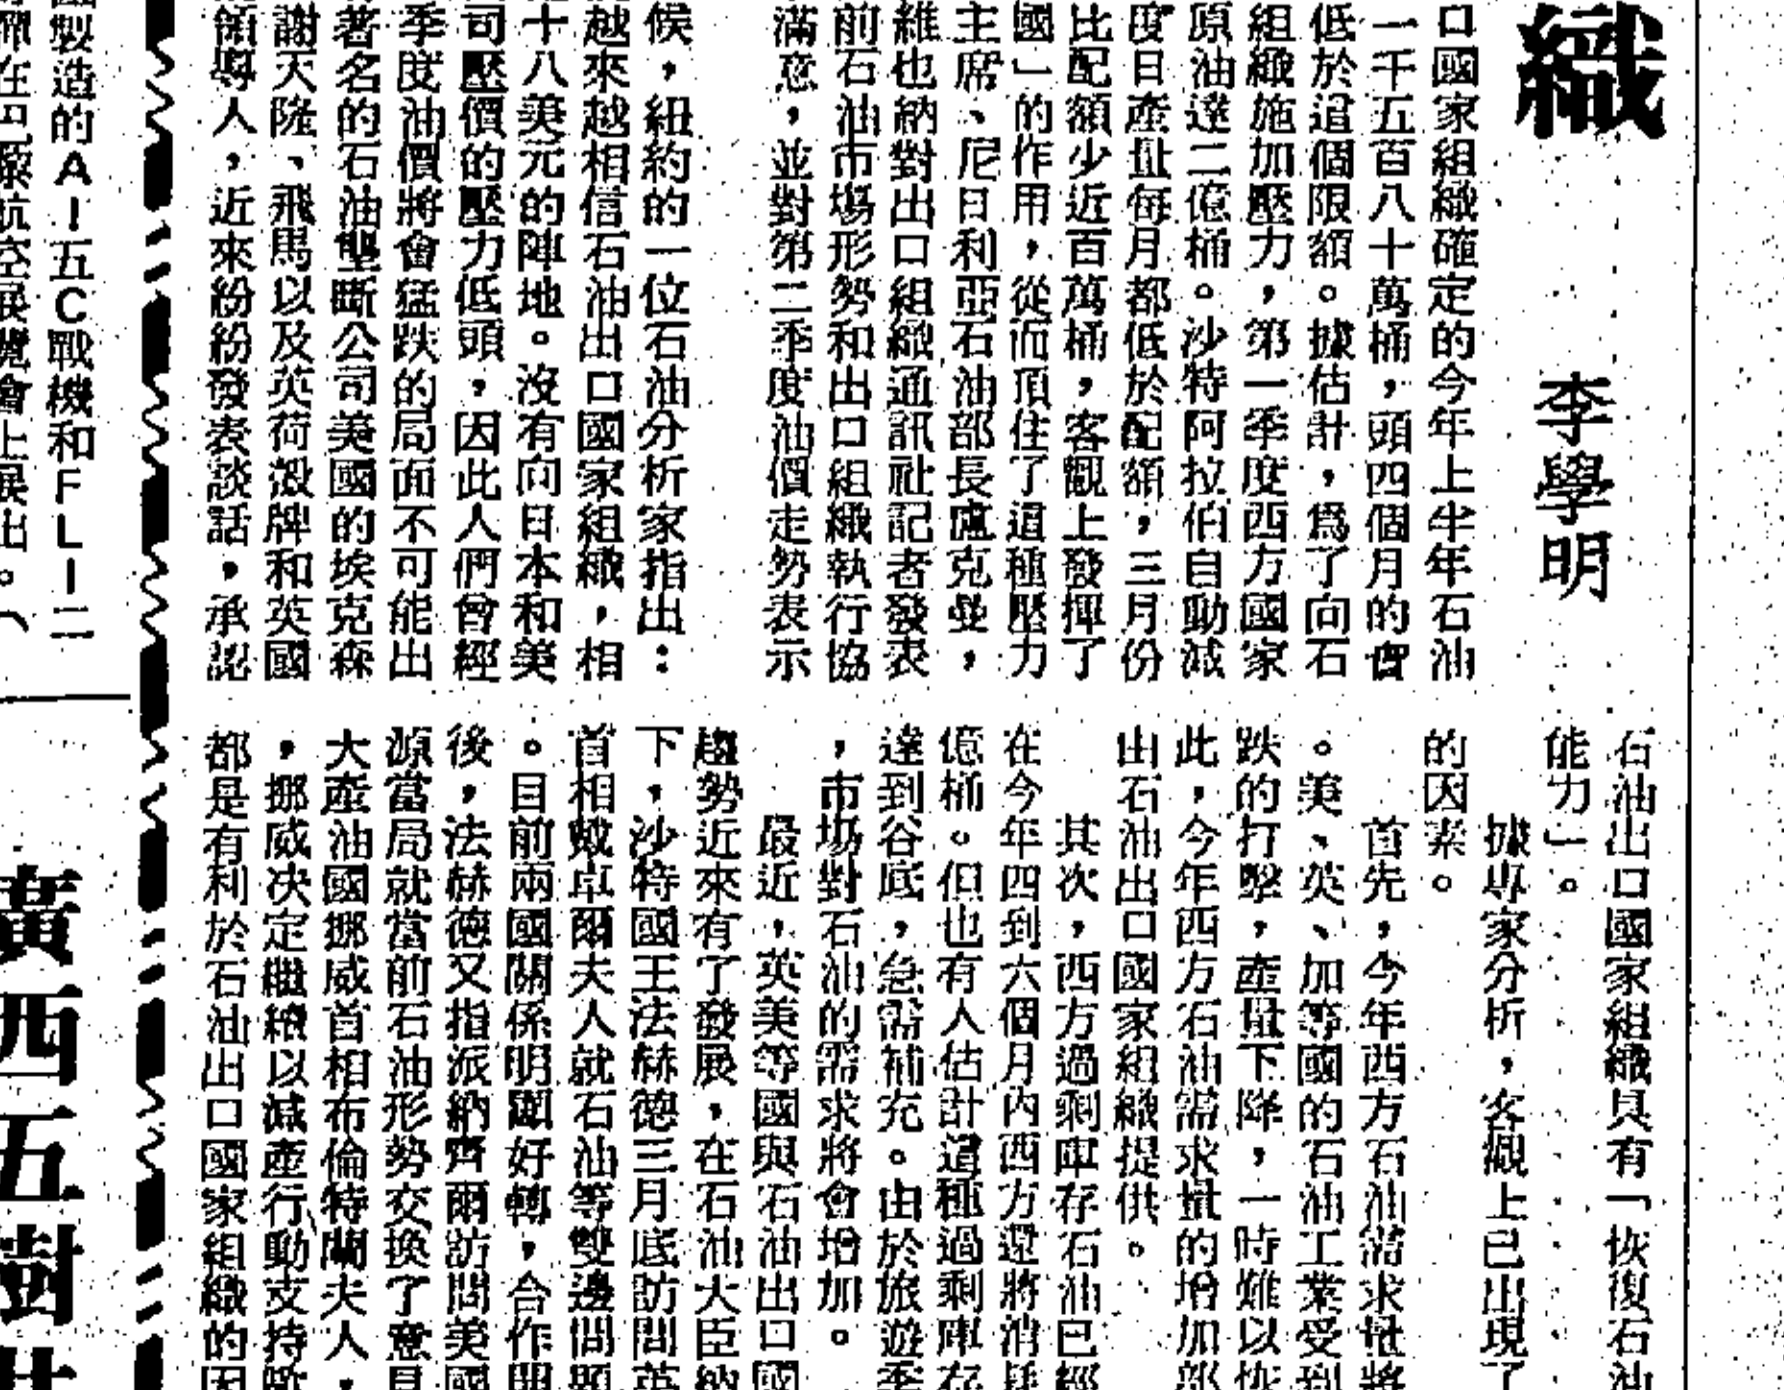 織
李學明
口國家組織確定的今年上半年石油
一千五百八十萬桶，頭四個月的實
低於這個限額。據估計，爲了向石
組織施加壓力，第一季度西方國家
原油達二億桶。沙特阿拉伯自動減
度日產量每月都低於配額，三月份
比配額少近百萬桶，客觀上發揮了
國」的作用，從而頂住了這種壓力
主席、尼日利亞石油部長盧克曼，
維也納對出口組織通訊社記者發表
前石油市場形勢和出口組織執行協
滿意，並對第二季度油價走勢表示
候，紐約的一位石油分析家指出：
越來越相信石油出口國家組織，相
十八美元的陣地。沒有向日本和美
司壓價的壓力低頭，因此人們曾經
季度油價將會猛跌的局面不可能出
著名的石油壟斷公司美國的埃克森
謝天隆、飛馬以及英荷殼牌和英國
領導人，近來紛紛發表談話，承認
石油出口國家組織具有「恢復石油
能力」。
據專家分析，客觀上已出現了
的因素。
首先，今年西方石油需求量將
。美、英、加等國的石油工業受到
跌的打擊，產量下降，一時難以恢
此，今年西方石油需求量的增加部
由石油出口國家組織提供。
其次，西方過剩庫存石油已經
在今年四到六個月內西方還將消耗
億桶。但也有人估計這種過剩庫存
達到谷底，急需補充。由於旅遊季
，市場對石油的需求將會增加。
最近，英美等國與石油出口國
趨勢近來有了發展，在石油大臣納
下，沙特國王法赫德三月底訪問英
首相戴卓爾夫人就石油等雙邊問題
。目前兩國關係明顯好轉，合作開
後，法赫德又指派納齊爾訪問美國
源當局就當前石油形勢交換了意見
大產油國挪威首相布倫特蘭夫人，
，挪威決定繼續以減產行動支持歐
都是有利於石油出口國家組織的因
製造的AI五C戰機和FLI二
在巴黎航空展覽會上展出。（
廣西五樹